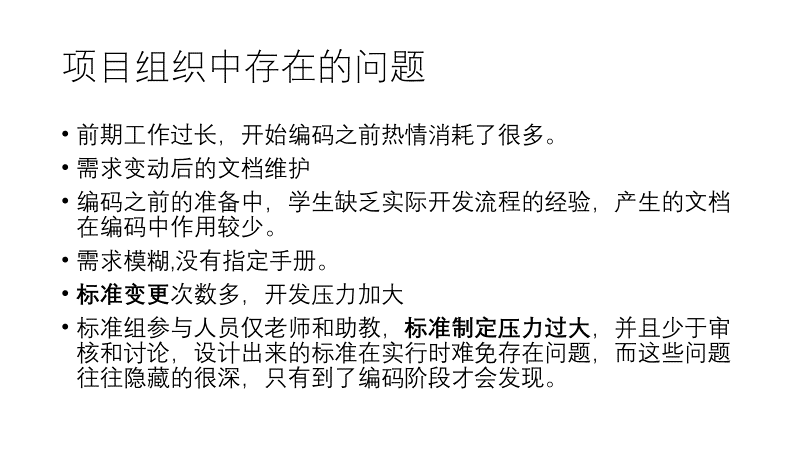 项目组织中存在的问题
• 前期工作过长，开始编码之前热情消耗了很多。
• 需求变动后的文档维护
• 编码之前的准备中，学生缺乏实际开发流程的经验，产生的文档
在编码中作用较少。
• 需求模糊,没有指定手册。
• 标准变更次数多，开发压力加大
• 标准组参与人员仅老师和助教，标准制定压力过大，并且少于审
核和讨论，设计出来的标准在实行时难免存在问题，而这些问题
往往隐藏的很深，只有到了编码阶段才会发现。